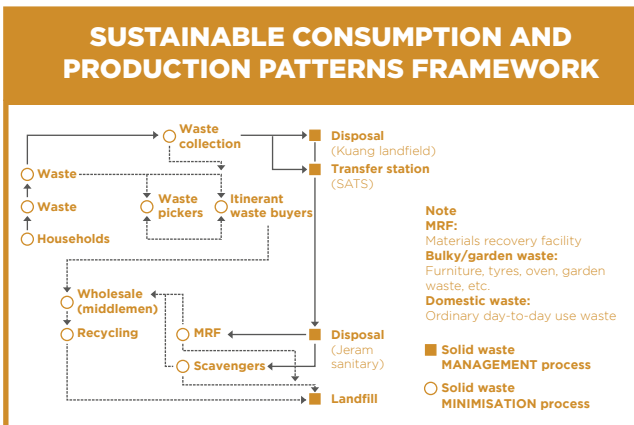 SUSTAINABLE CONSUMPTION AND
PRODUCTION PATTERNS FRAMEWORK
Waste
collection
Disposal
(Kuang landfield)
Transfer station
(SATS)
Waste
Waste
pickers
Itinerant
waste buyers
Waste
Households
Note
MRF:
Materials recovery facility
Bulky/garden waste:
Furniture, tyres, oven, garden
waste, etc.
Domestic waste:
Ordinary day-to-day use waste
Wholesale
(middlemen)
Recycling
MRF
Disposal
(Jeram
sanitary)
Scavengers
Landfill
Solid waste
MANAGEMENT process
Solid waste
MINIMISATION process